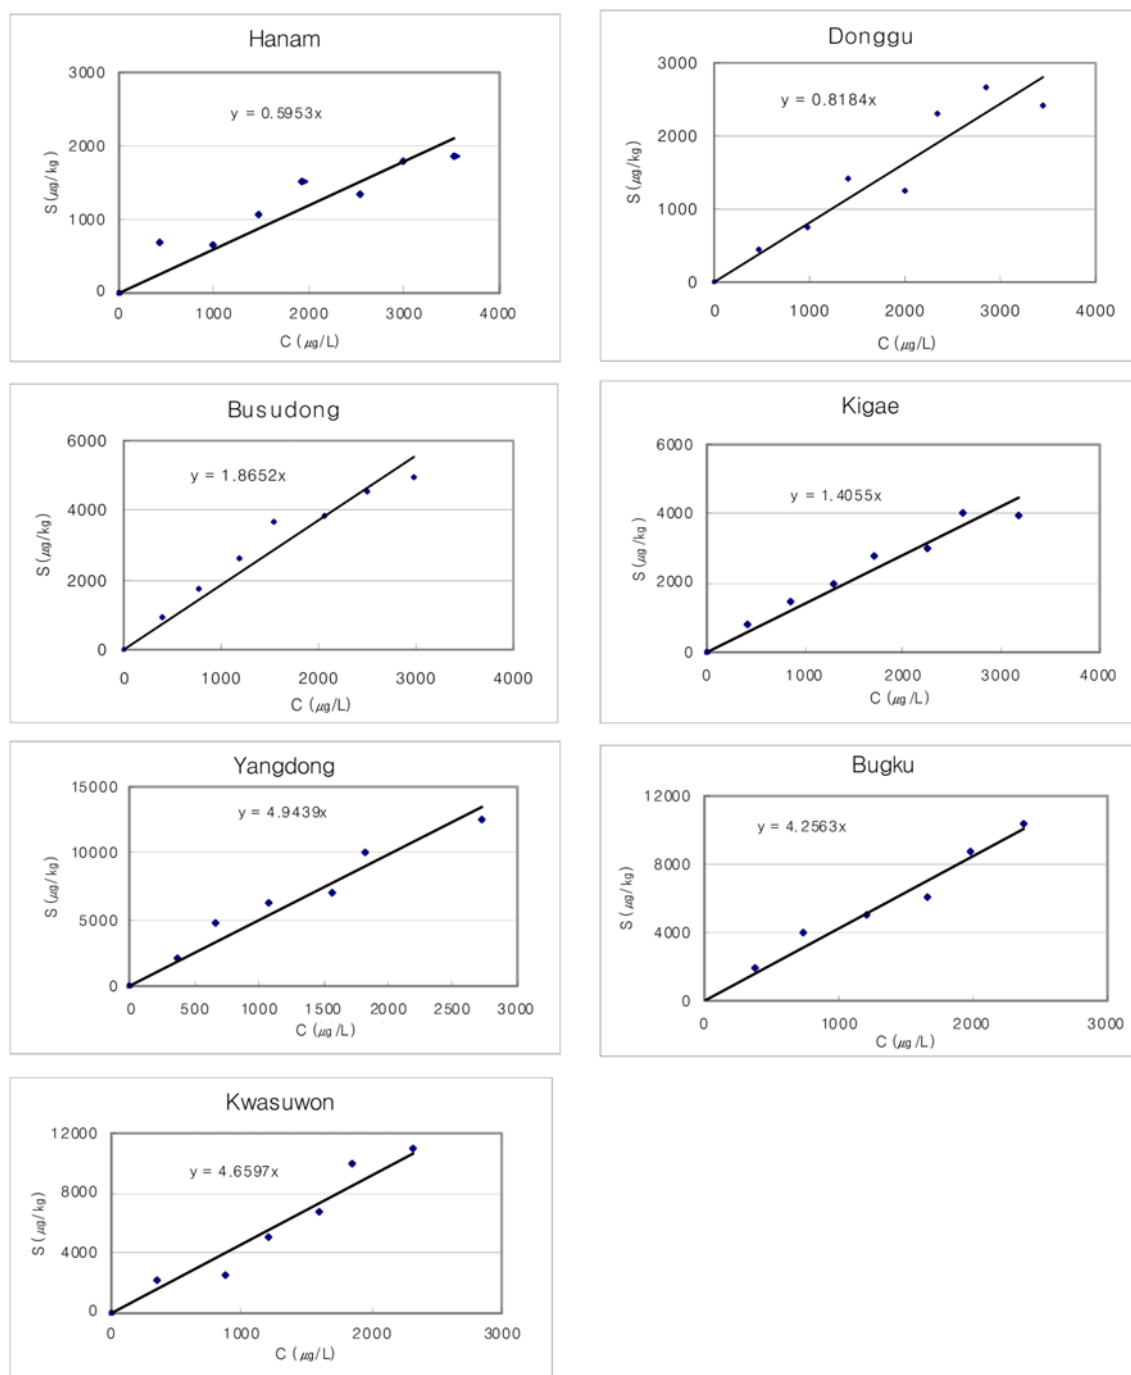 Hanam
3000
2000
1000
0
0 1000 2000 3000 4000
y = 0.5953x
S (㎍/kg)
C (㎍/L)
Donggu
3000
2000
1000
0
0 1000 2000 3000 4000
y = 0.8184x
S (㎍/kg)
C (㎍/L)
Busudong
6000
4000
2000
0
0 1000 2000 3000 4000
y = 1.8652x
S (㎍/kg)
C (㎍/L)
Kigae
6000
4000
2000
0
0 1000 2000 3000 4000
y = 1.4055x
S (㎍/kg)
C (㎍/L)
Yangdong
15000
10000
5000
0
0 500 1000 1500 2000 2500 3000
y = 4.9439x
S (㎍/kg)
C (㎍/L)
Bugku
12000
8000
4000
0
0 1000 2000 3000
y = 4.2563x
S (㎍/kg)
C (㎍/L)
Kwasuwon
12000
8000
4000
0
0 1000 2000 3000
y = 4.6597x
S (㎍/kg)
C (㎍/L)